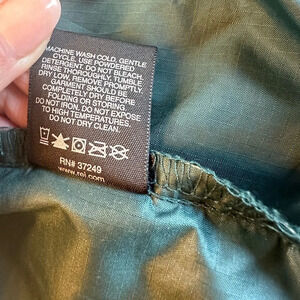 MACHINE WASH COLD, GENTLE
CYCLE. USE POWDERED
DETERGENT. DO NOT BLEACH.
RINSE THOROUGHLY, TUMBLE
DRY LOW. REMOVE PROMPTLY.
GARMENT SHOULD BE
COMPLETELY DRY BEFORE
FOLDING OR STORING.
DO NOT IRON. DO NOT EXPOSE
TO HIGH TEMPERATURES.
DO NOT DRY CLEAN.
RN# 37249
www.rei.com